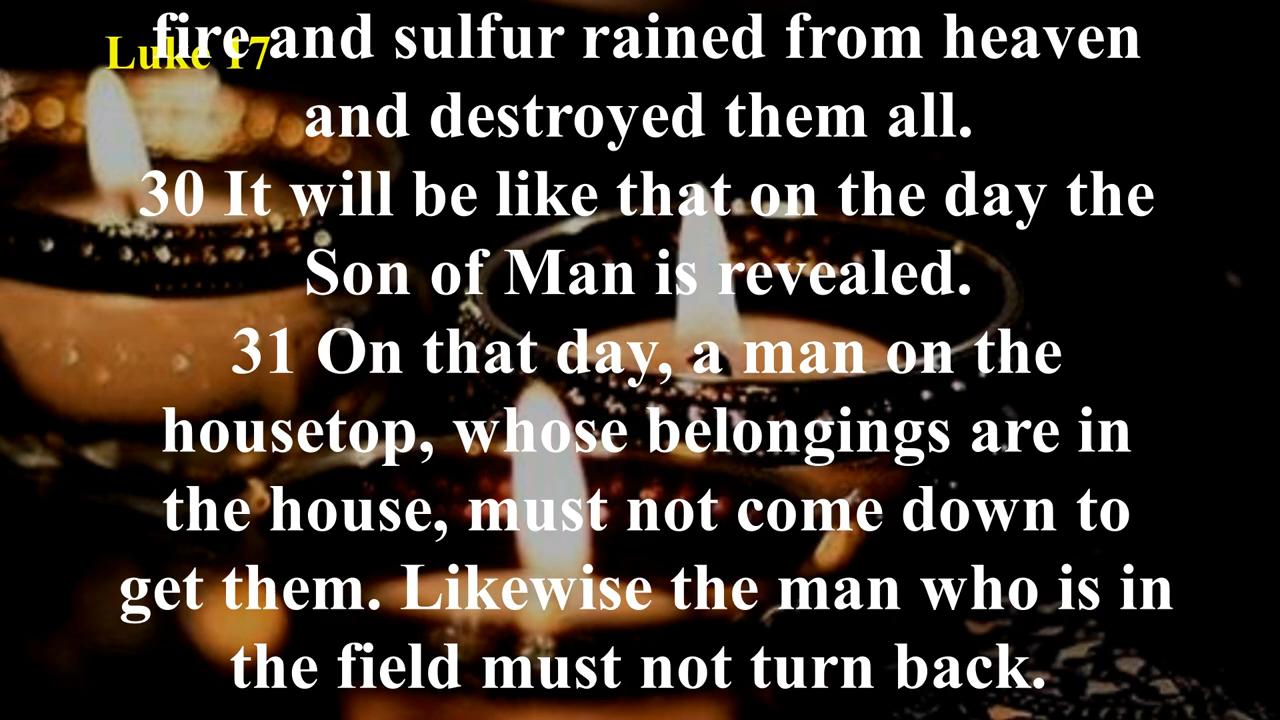 Luke 17
fire and sulfur rained from heaven
and destroyed them all.
30 It will be like that on the day the
Son of Man is revealed.
31 On that day, a man on the
housetop, whose belongings are in
the house, must not come down to
get them. Likewise the man who is in
the field must not turn back.